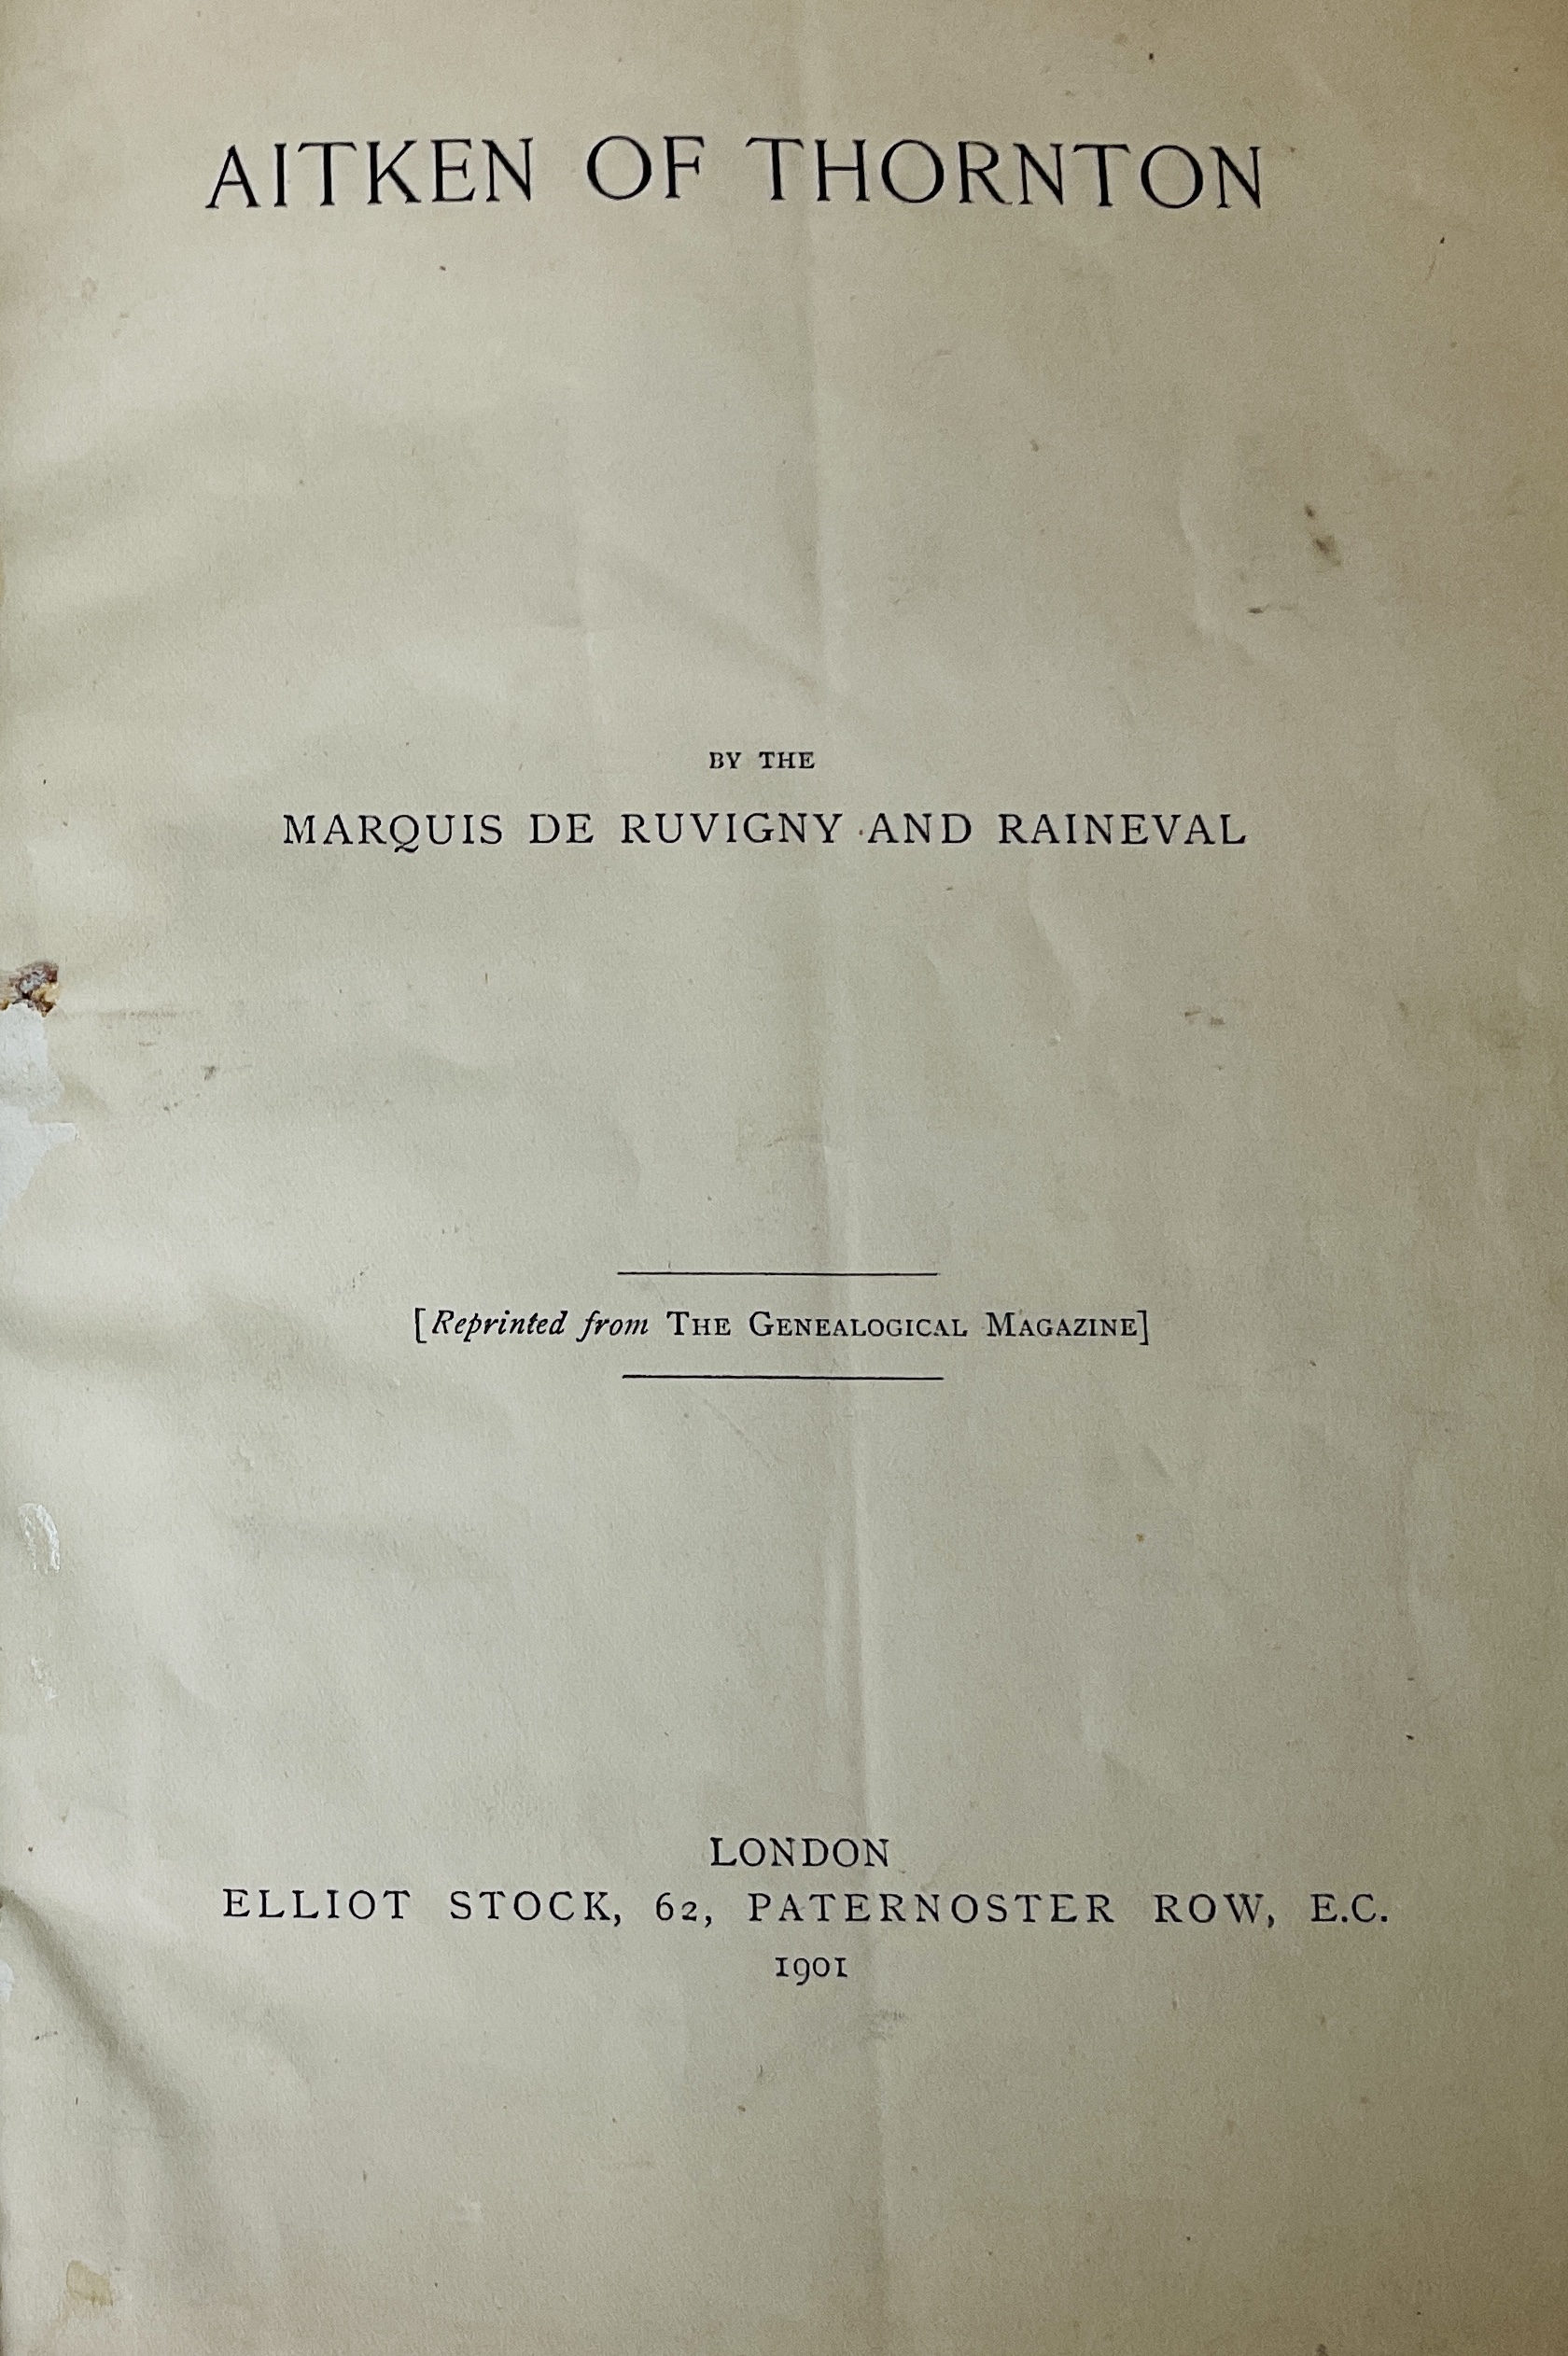 AITKEN OF THORNTON
BY THE
MARQUIS DE RUVIGNY AND RAINEVAL
[Reprinted from THE GENEALOGICAL MAGAZINE]
LONDON
ELLIOT STOCK, 62, PATERNOSTER ROW, E.C.
1901